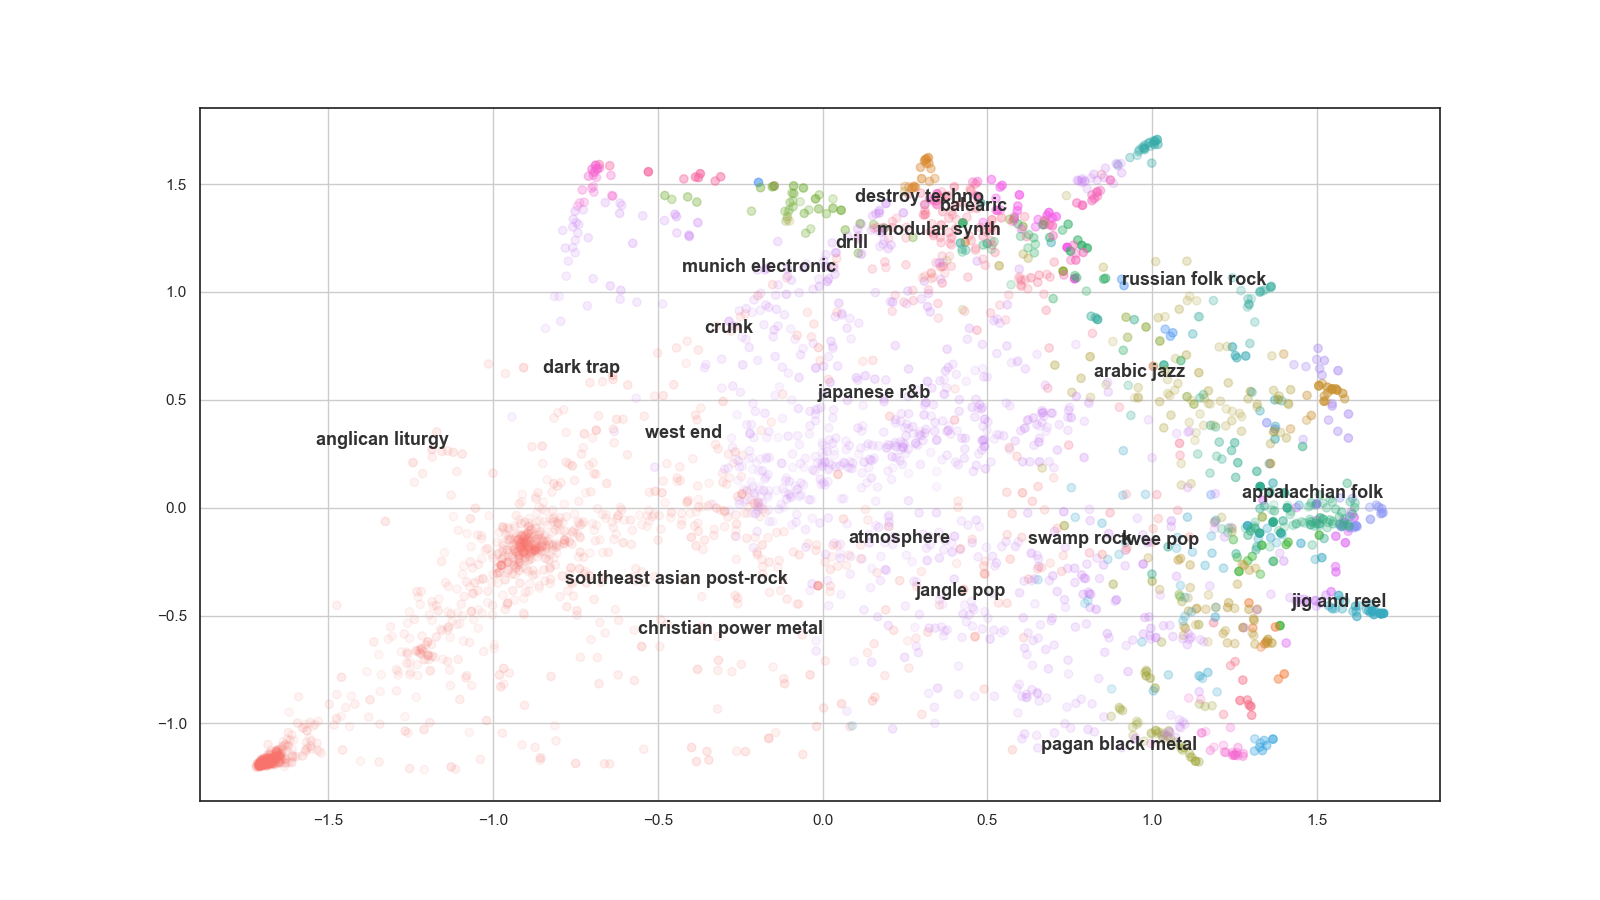 1.5
1.0
0.5
0.0
−0.5
−1.0
destroy techno
balearic
modular synth
drill
munich electronic
russian folk rock
crunk
dark trap
arabic jazz
japanese r&b
west end
anglican liturgy
appalachian folk
atmosphere
swamp rock
twee pop
southeast asian post-rock
jangle pop
jig and reel
christian power metal
pagan black metal
−1.5
−1.0
−0.5
0.0
0.5
1.0
1.5